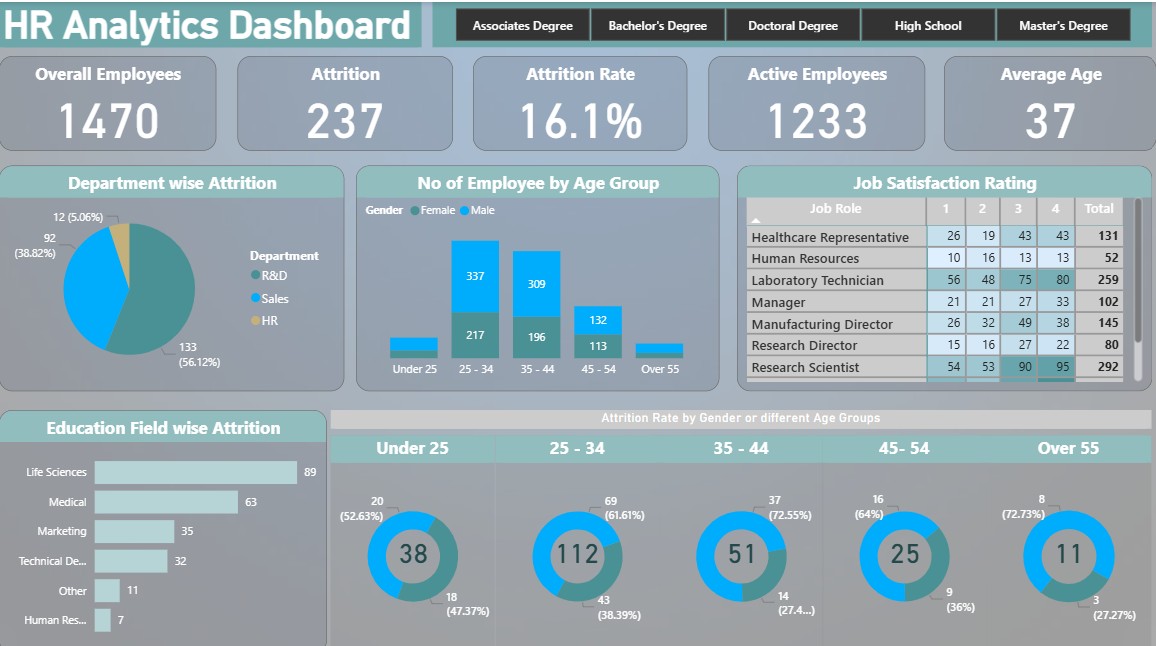 HR Analytics Dashboard
Associates Degree
Bachelor's Degree
Doctoral Degree
High School
Master's Degree
Overall Employees
1470
Attrition
237
Attrition Rate
16.1%
Active Employees
1233
Average Age
37
Department wise Attrition
12 (5.06%)
92
(38.82%)
133
(56.12%)
Department
R&D
Sales
HR
No of Employee by Age Group
Gender Female Male
337
217
309
196
132
113
Under 25 25 - 34 35 - 44 45 - 54 Over 55
Job Satisfaction Rating
Job Role 1 2 3 4 Total
Healthcare Representative 26 19 43 43 131
Human Resources 10 16 13 13 52
Laboratory Technician 56 48 75 80 259
Manager 21 21 27 33 102
Manufacturing Director 26 32 49 38 145
Research Director 15 16 27 22 80
Research Scientist 54 53 90 95 292
Education Field wise Attrition
Life Sciences 89
Medical 63
Marketing 35
Technical De... 32
Other 11
Human Res... 7
Attrition Rate by Gender or different Age Groups
Under 25
20
(52.63%)
38
18
(47.37%)
25 - 34
69
(61.61%)
112
43
(38.39%)
35 - 44
37
(72.55%)
51
14
(27.4...)
45- 54
16
(64%)
25
9
(36%)
Over 55
8
(72.73%)
11
3
(27.27%)